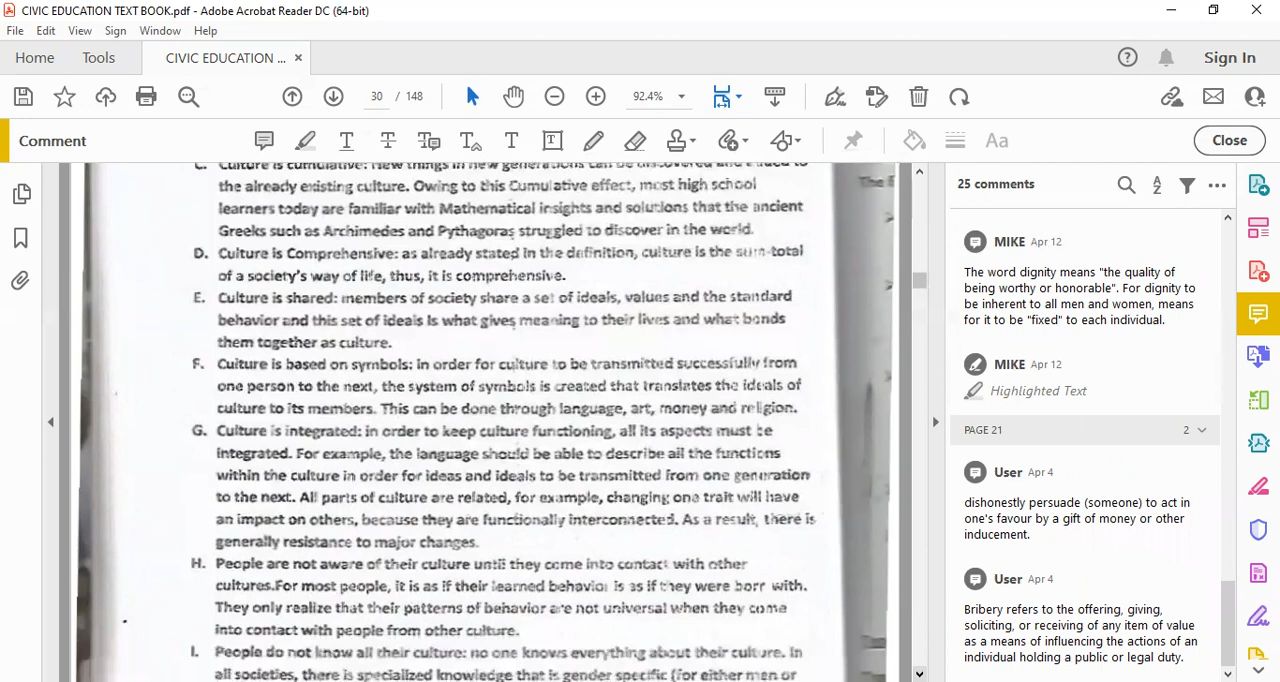 CIVIC EDUCATION TEXT BOOK.pdf - Adobe Acrobat Reader DC (64-bit)
File Edit View Sign Window Help
Home Tools CIVIC EDUCATION ... × Sign In
30 / 148 92.4%
Comment Close
C. Culture is cumulative: New things in new generations can be discovered and added to
the already existing culture. Owing to this Cumulative effect, most high school
learners today are familiar with Mathematical insights and solutions that the ancient
Greeks such as Archimedes and Pythagoras struggled to discover in the world.
D. Culture is Comprehensive: as already stated in the definition, culture is the sum-total
of a society's way of life, thus, it is comprehensive.
E. Culture is shared: members of society share a set of ideals, values and the standard
behavior and this set of ideals is what gives meaning to their lives and what bonds
them together as culture.
F. Culture is based on symbols: in order for culture to be transmitted successfully from
one person to the next, the system of symbols is created that translates the ideals of
culture to its members. This can be done through language, art, money and religion.
G. Culture is integrated: in order to keep culture functioning, all its aspects must be
integrated. For example, the language should be able to describe all the functions
within the culture in order for ideas and ideals to be transmitted from one generation
to the next. All parts of culture are related, for example, changing one trait will have
an impact on others, because they are functionally interconnected. As a result, there is
generally resistance to major changes.
H. People are not aware of their culture until they come into contact with other
cultures.For most people, it is as if their learned behavior is as if they were born with.
They only realize that their patterns of behavior are not universal when they come
into contact with people from other culture.
I. People do not know all their culture: no one knows everything about their culture. In
all societies, there is specialized knowledge that is gender specific (for either men or
The
25 comments
MIKE Apr 12
The word dignity means "the quality of
being worthy or honorable". For dignity to
be inherent to all men and women, means
for it to be "fixed" to each individual.
MIKE Apr 12
Highlighted Text
PAGE 21 2
User Apr 4
dishonestly persuade (someone) to act in
one's favour by a gift of money or other
inducement.
User Apr 4
Bribery refers to the offering, giving,
soliciting, or receiving of any item of value
as a means of influencing the actions of an
individual holding a public or legal duty.